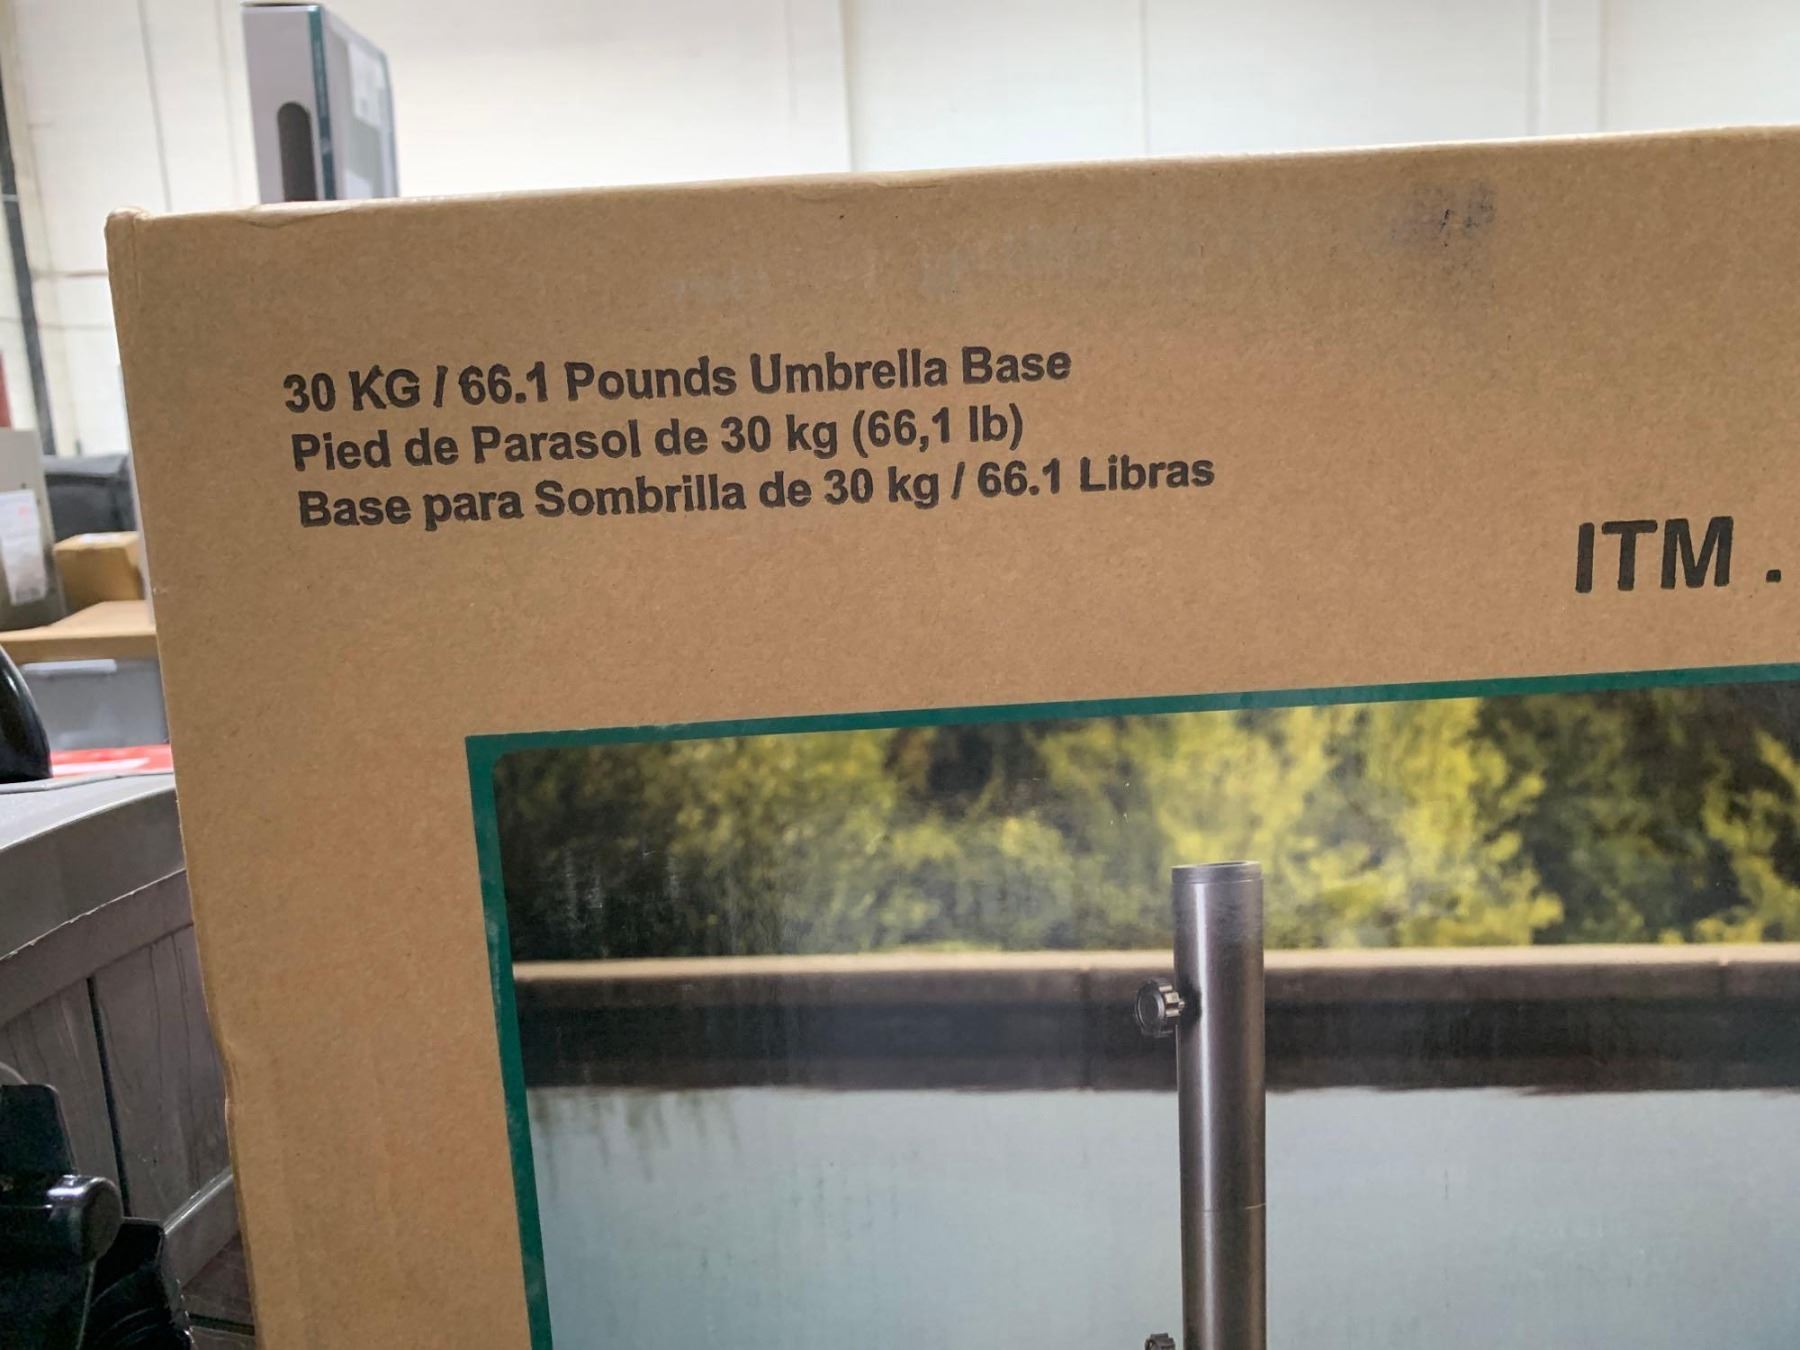 30 KG / 66.1 Pounds Umbrella Base
Pied de Parasol de 30 kg (66,1 lb)
Base para Sombrilla de 30 kg / 66.1 Libras
ITM .